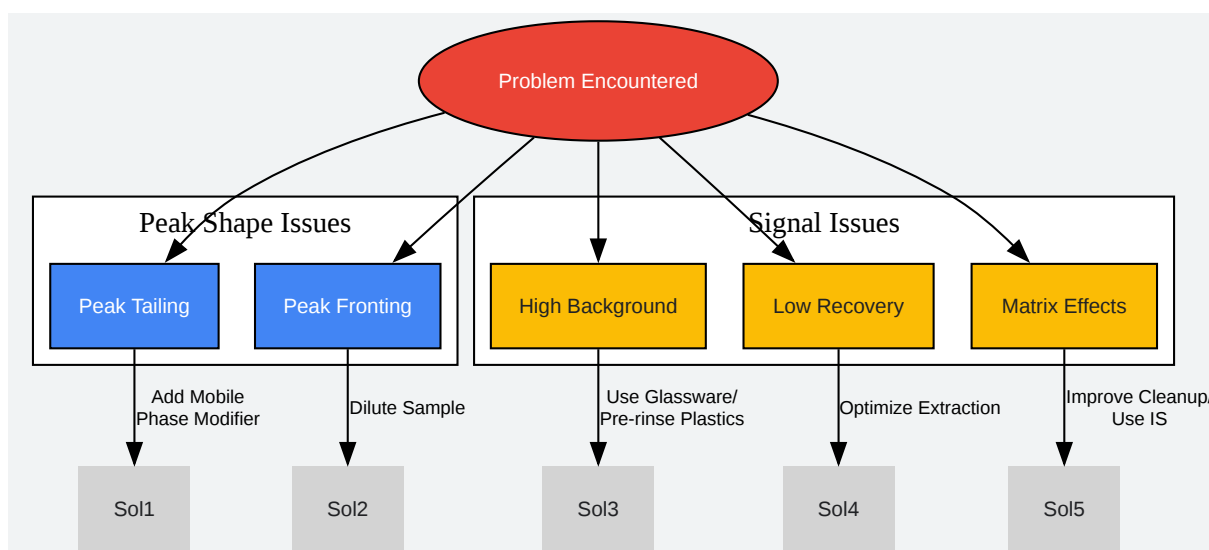 Problem Encountered
Peak Shape Issues
Signal Issues
Peak Tailing
Peak Fronting
High Background
Low Recovery
Matrix Effects
Add Mobile
Phase Modifier
Dilute Sample
Use Glassware/
Pre-rinse Plastics
Optimize Extraction
Improve Cleanup/
Use IS
Sol1
Sol2
Sol3
Sol4
Sol5